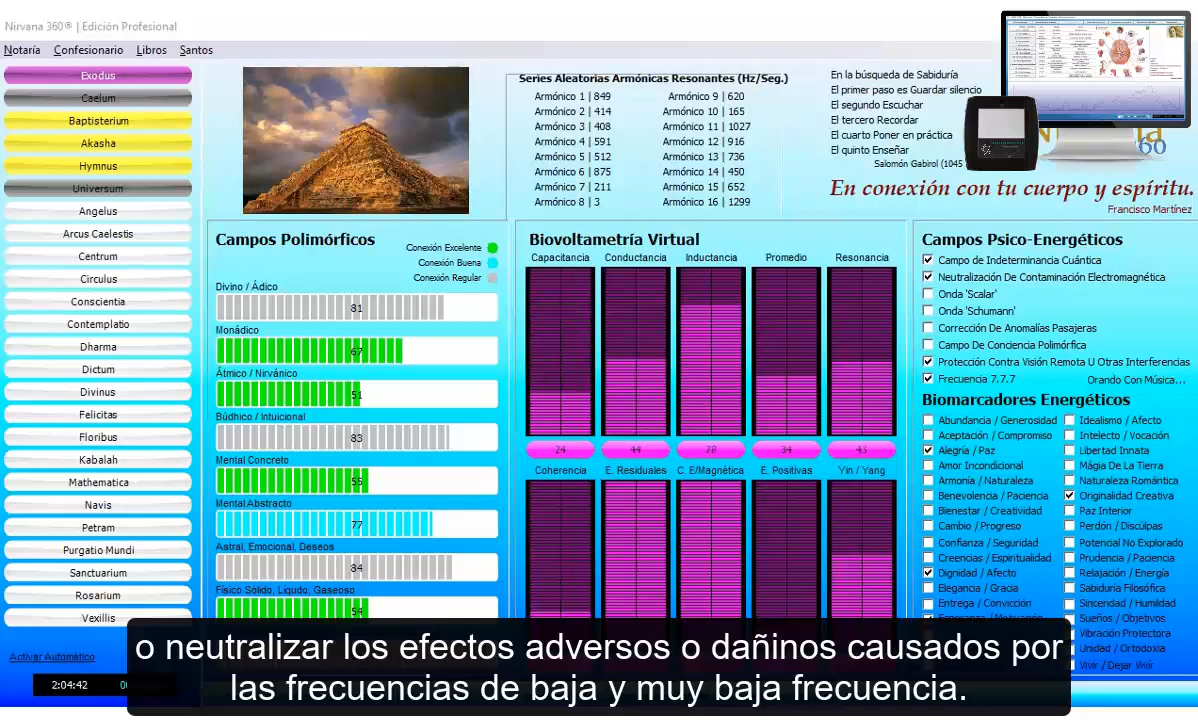 Nirvana 360® | Edición Profesional
Notaría Confesionario Libros Santos
Exodus
Caelum
Baptisterium
Akasha
Hymnus
Universum
Angelus
Arcus Caelestis
Centrum
Circulus
Conscientia
Contemplatio
Dharma
Dictum
Divinus
Felicitas
Floribus
Kabalah
Mathematica
Navis
Petram
Purgatio Mundi
Sanctuarium
Rosarium
Vexillis
Activar Automático
2:04:42
Series Aleatorias Armónicas Resonantes (Hz/Seg.)
Armónico 1 | 849 Armónico 9 | 620
Armónico 2 | 414 Armónico 10 | 165
Armónico 3 | 408 Armónico 11 | 1027
Armónico 4 | 591 Armónico 12 | 916
Armónico 5 | 512 Armónico 13 | 736
Armónico 6 | 875 Armónico 14 | 450
Armónico 7 | 211 Armónico 15 | 652
Armónico 8 | 3 Armónico 16 | 1299
En la búsqueda de Sabiduría
El primer paso es Guardar silencio
El segundo Escuchar
El tercero Recordar
El cuarto Poner en práctica
El quinto Enseñar
Salomón Gabirol (1045
60
En conexión con tu cuerpo y espíritu.
Francisco Martínez
Campos Polimórficos
Conexión Excelente
Conexión Buena
Conexión Regular
Divino / Ádico
81
Monádico
67
Átmico / Nirvánico
51
Búdhico / Intuicional
83
Mental Concreto
55
Mental Abstracto
77
Astral, Emocional, Deseos
84
Físico Sólido, Líqudo, Gaseoso
54
Biovoltametría Virtual
Capacitancia Conductancia Inductancia Promedio Resonancia
24 44 78 34 43
Coherencia E. Residuales C. E/Magnética E. Positivas Yin / Yang
Campos Psico-Energéticos
Campo de Indeterminancia Cuántica
Neutralización De Contaminación Electromagnética
Onda 'Scalar'
Onda 'Schumann'
Corrección De Anomalías Pasajeras
Campo De Conciencia Polimórfica
Protección Contra Visión Remota U Otras Interferencias
Frecuencia 7.7.7 Orando Con Música...
Biomarcadores Energéticos
Abundancia / Generosidad Idealismo / Afecto
Aceptación / Compromiso Intelecto / Vocación
Alegría / Paz Libertad Innata
Amor Incondicional Mágia De La Tierra
Armonía / Naturaleza Naturaleza Romántica
Benevolencia / Paciencia Originalidad Creativa
Bienestar / Creatividad Paz Interior
Cambio / Progreso Perdón / Discúlpas
Confianza / Seguridad Potencial No Explorado
Creencias / Espiritualidad Prudencia / Paciencia
Dignidad / Afecto Relajación / Energía
Elegancia / Gracia Sabiduría Filosófica
Entrega / Convicción Sinceridad / Humildad
Sueños / Objetivos
Vibración Protectora
Unidad / Ortodoxia
Vivir / Dejar Vivir
o neutralizar los efectos adversos o dañinos causados por
las frecuencias de baja y muy baja frecuencia.